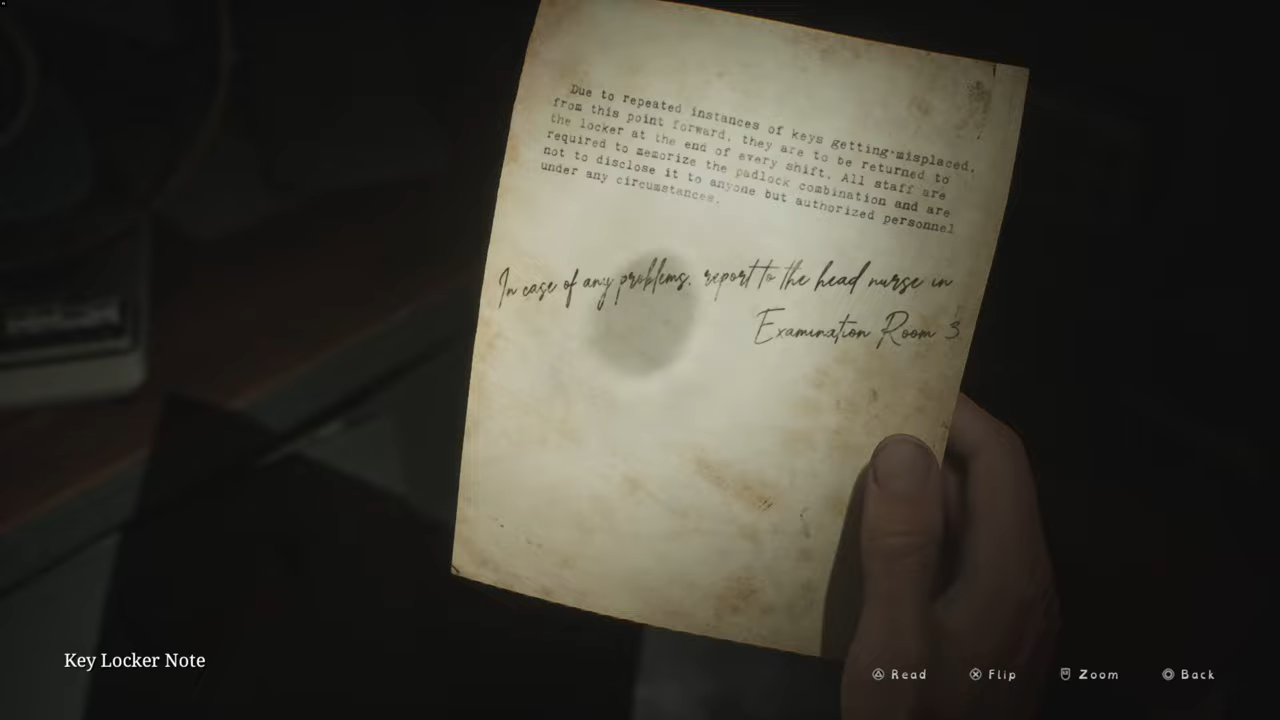 Due to repeated instances of keys getting misplaced,
from this point forward, they are to be returned to
the locker at the end of every shift. All staff are
required to memorize the padlock combination and are
not to disclose it to anyone but authorized personnel
under any circumstances.
In case of any problems, report to the head nurse in
Examination Room 3
Key Locker Note
Read Flip Zoom Back